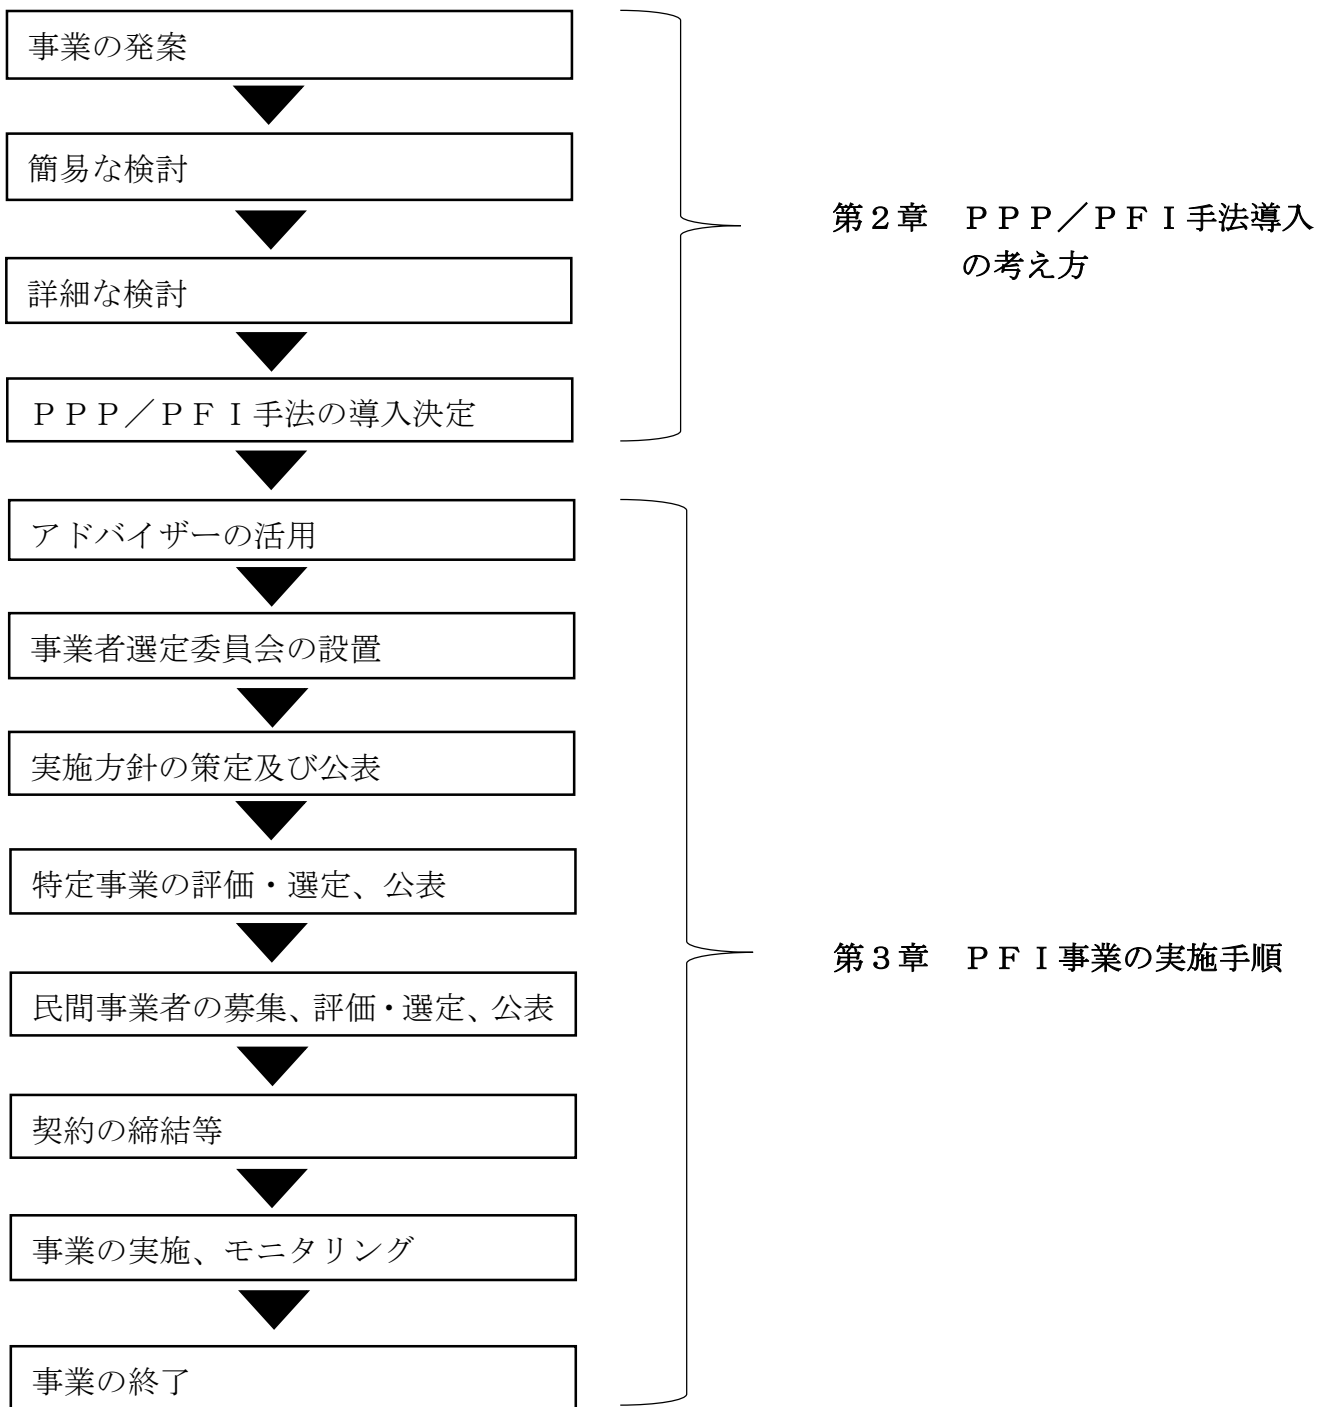 事業の発案
簡易な検討
詳細な検討
ＰＰＰ／ＰＦＩ手法の導入決定
第２章　ＰＰＰ／ＰＦＩ手法導入
の考え方
アドバイザーの活用
事業者選定委員会の設置
実施方針の策定及び公表
特定事業の評価・選定、公表
民間事業者の募集、評価・選定、公表
契約の締結等
事業の実施、モニタリング
事業の終了
第３章　ＰＦＩ事業の実施手順